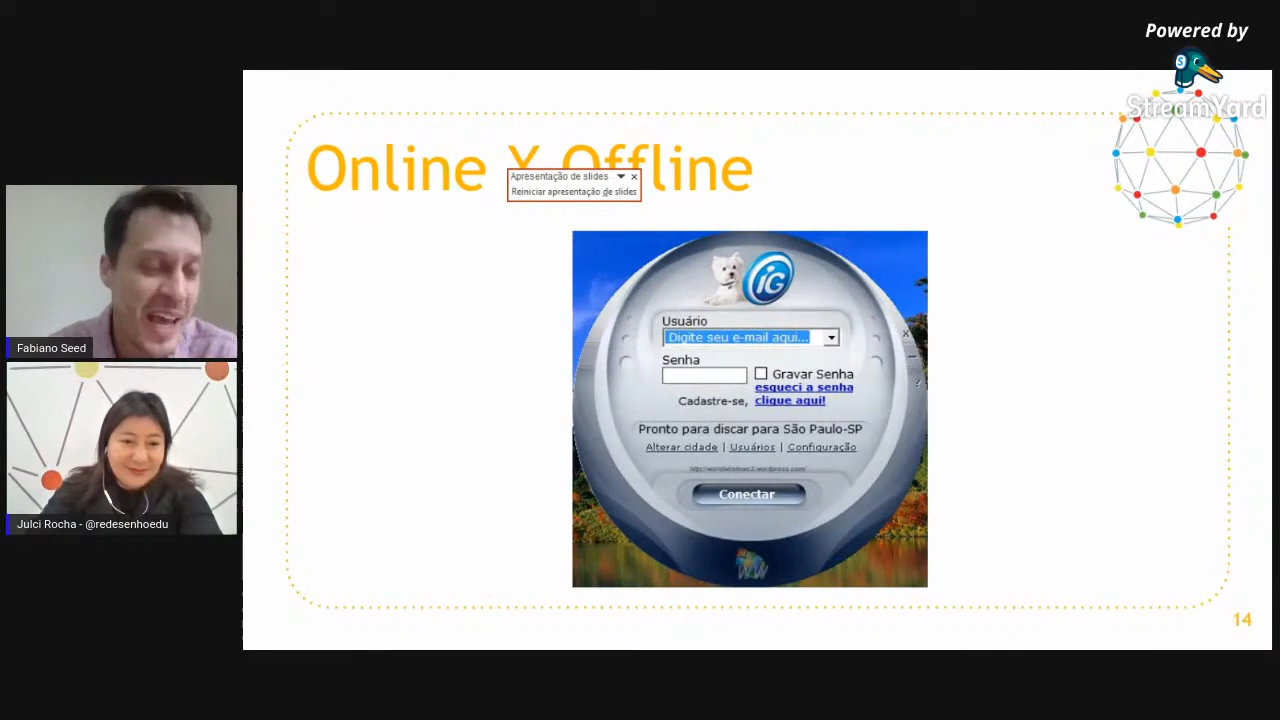 Powered by
StreamYard
Online X Offline
Apresentação de slides
Reiniciar apresentação de slides
iG
Usuário
Digite seu e-mail aqui...
Senha
Gravar Senha
esqueci a senha
Cadastre-se, clique aqui!
Pronto para discar para São Paulo-SP
Alterar cidade | Usuários | Configuração
Conectar
Fabiano Seed
Julci Rocha - @redesenhoedu
14